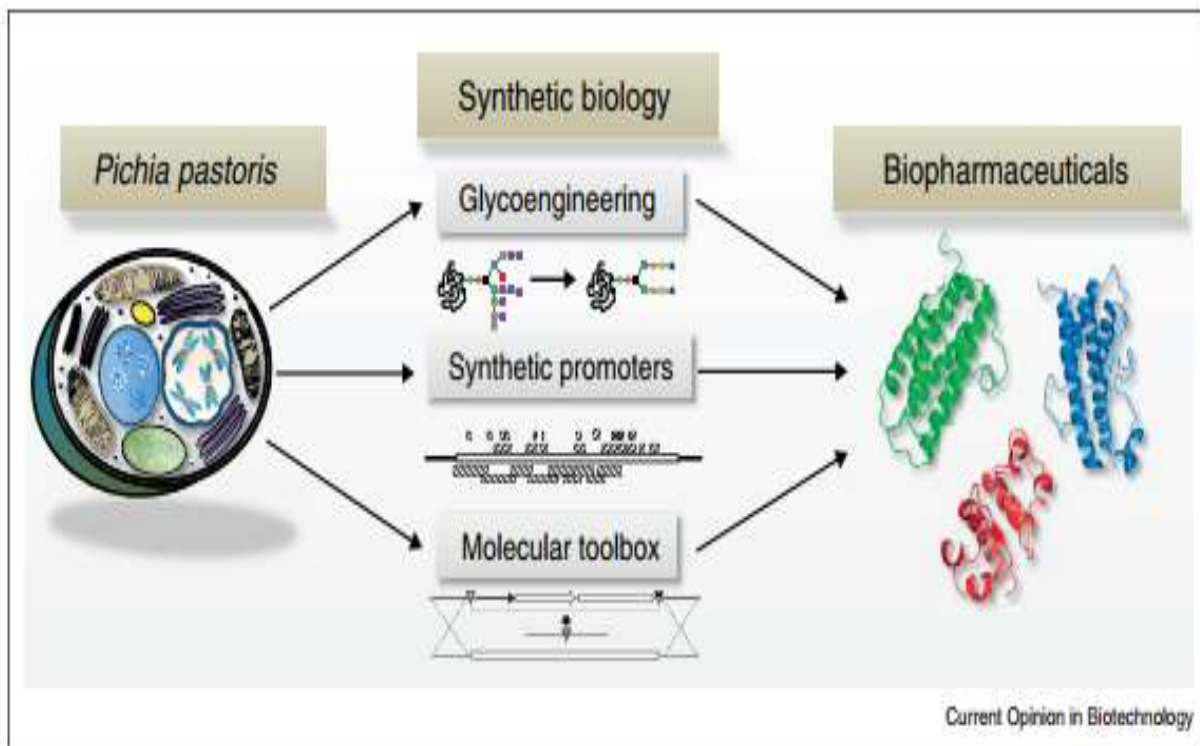 Synthetic biology
Pichia pastoris
Biopharmaceuticals
Glycoengineering
Synthetic promoters
Molecular toolbox
Current Opinion in Biotechnology